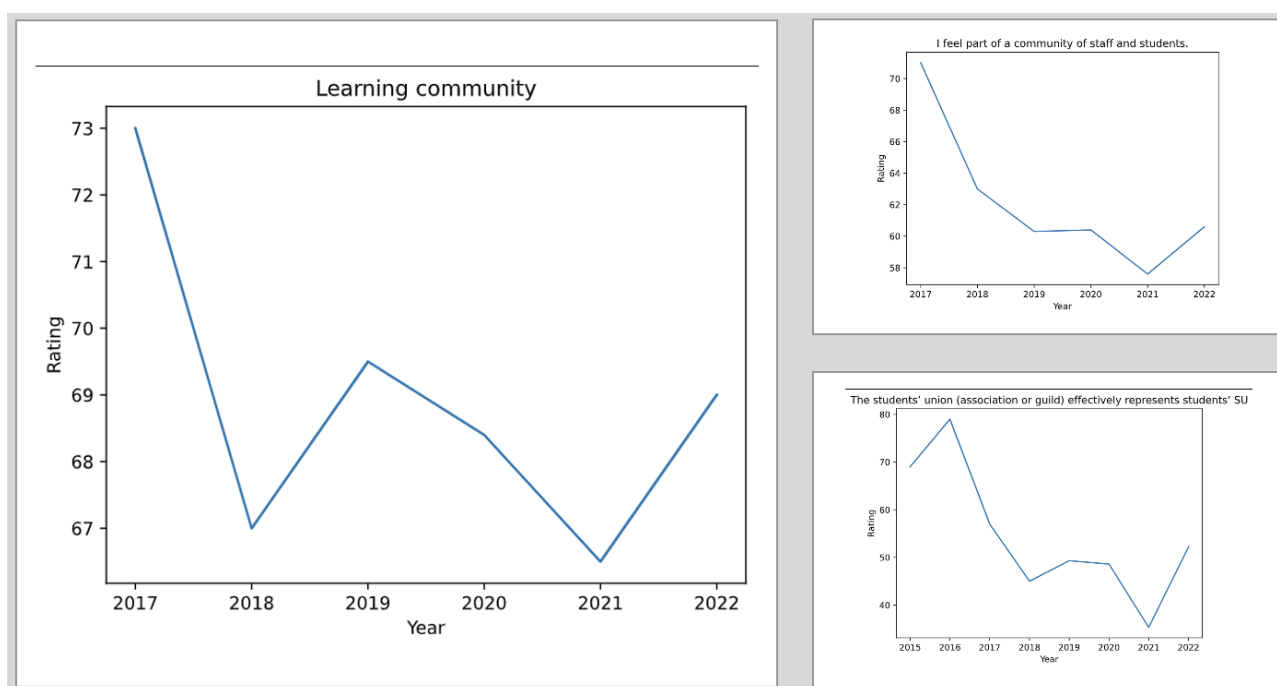 Learning community
73
72
71
70
69
68
67
Rating
2017 2018 2019 2020 2021 2022
Year
I feel part of a community of staff and students.
70
68
66
64
62
60
58
Rating
2017 2018 2019 2020 2021 2022
Year
The students’ union (association or guild) effectively represents students’ SU
80
70
60
50
40
Rating
2015 2016 2017 2018 2019 2020 2021 2022
Year